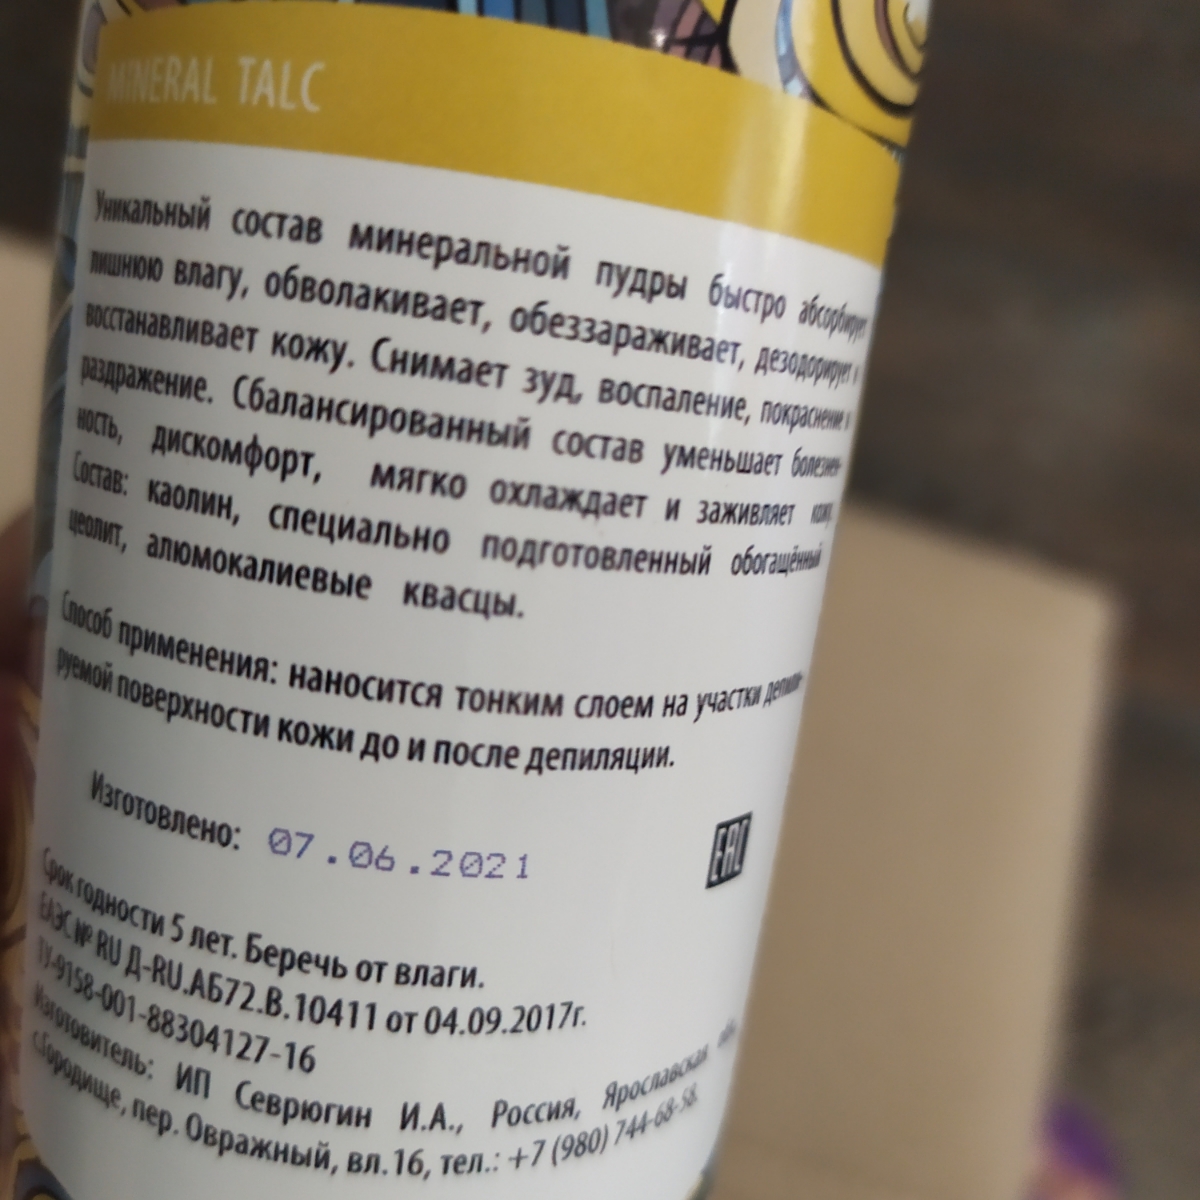 MINERAL TALC
Уникальный состав минеральной пудры быстро абсорбирует
лишнюю влагу, обволакивает, обеззараживает, дезодорирует и
восстанавливает кожу. Снимает зуд, воспаление, покраснение и
раздражение. Сбалансированный состав уменьшает болезнен-
ность, дискомфорт, мягко охлаждает и заживляет кожу.
Состав: каолин, специально подготовленный обогащённый
цеолит, алюмокалиевые квасцы.
Способ применения: наносится тонким слоем на участки депили-
руемой поверхности кожи до и после депиляции.
Изготовлено: 07.06.2021
EAC
Срок годности 5 лет. Беречь от влаги.
ЕАЭС № RU Д-RU.АБ72.В.10411 от 04.09.2017г.
ТУ-9158-001-88304127-16
Изготовитель: ИП Севрюгин И.А., Россия, Ярославская обл.,
с.Городище, пер. Овражный, вл.16, тел.: +7 (980) 744-68-58.